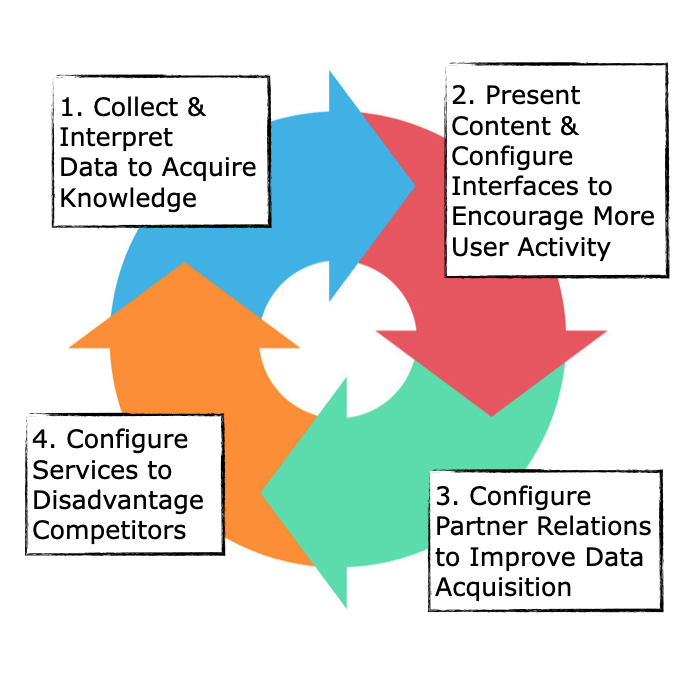 1. Collect &
Interpret
Data to Acquire
Knowledge
2. Present
Content &
Configure
Interfaces to
Encourage More
User Activity
3. Configure
Partner Relations
to Improve Data
Acquisition
4. Configure
Services to
Disadvantage
Competitors